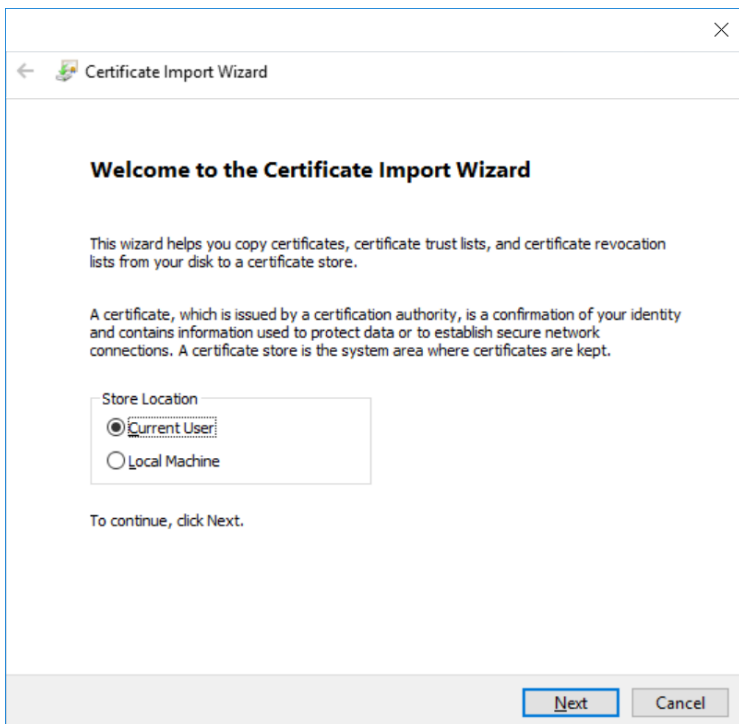 Certificate Import Wizard
Welcome to the Certificate Import Wizard
This wizard helps you copy certificates, certificate trust lists, and certificate revocation
lists from your disk to a certificate store.
A certificate, which is issued by a certification authority, is a confirmation of your identity
and contains information used to protect data or to establish secure network
connections. A certificate store is the system area where certificates are kept.
Store Location
Current User
Local Machine
To continue, click Next.
Next Cancel